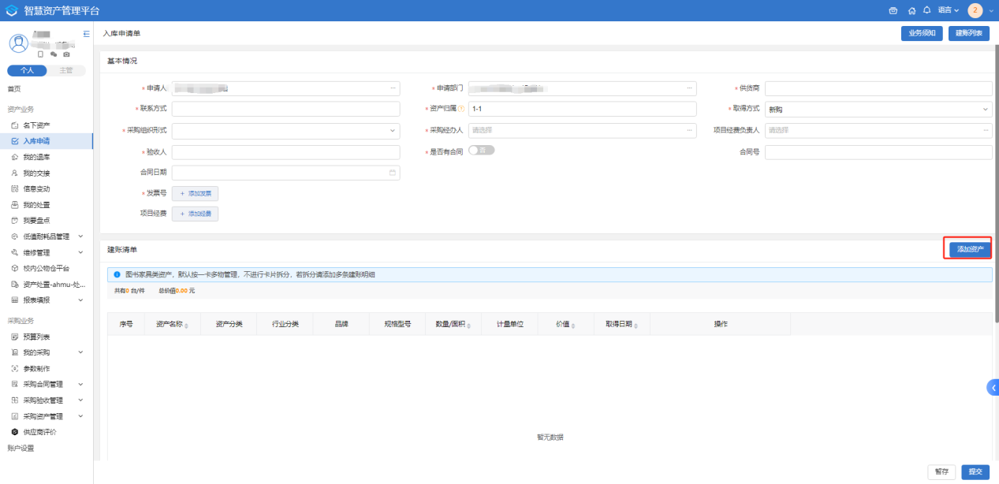 智慧资产管理平台
语言
2
个人
主管
首页
资产业务
名下资产
入库申请
我的退库
我的交接
信息变动
我的处置
我要盘点
低值耐耗品管理
维修管理
校内公物仓平台
资产处置-ahmu-处...
报表填报
采购业务
预算列表
我的采购
参数制作
采购合同管理
采购验收管理
采购资产管理
供应商评价
账户设置
入库申请单
业务须知
建账列表
基本情况
* 申请人
* 申请部门
* 供货商
* 联系方式
* 资产归属 1-1
* 取得方式 新购
* 采购组织形式
* 采购经办人 请选择
项目经费负责人 请选择
* 验收人
* 是否有合同 否
合同号
合同日期
* 发票号 + 添加发票
项目经费 + 添加经费
建账清单
添加资产
图书家具类资产，默认按一卡多物管理，不进行卡片拆分，若拆分请添加多条建账明细
共有0 台/件 总价值0.00 元
序号 资产名称 资产分类 行业分类 品牌 规格型号 数量/面积 计量单位 价值 取得日期 操作
暂无数据
暂存
提交